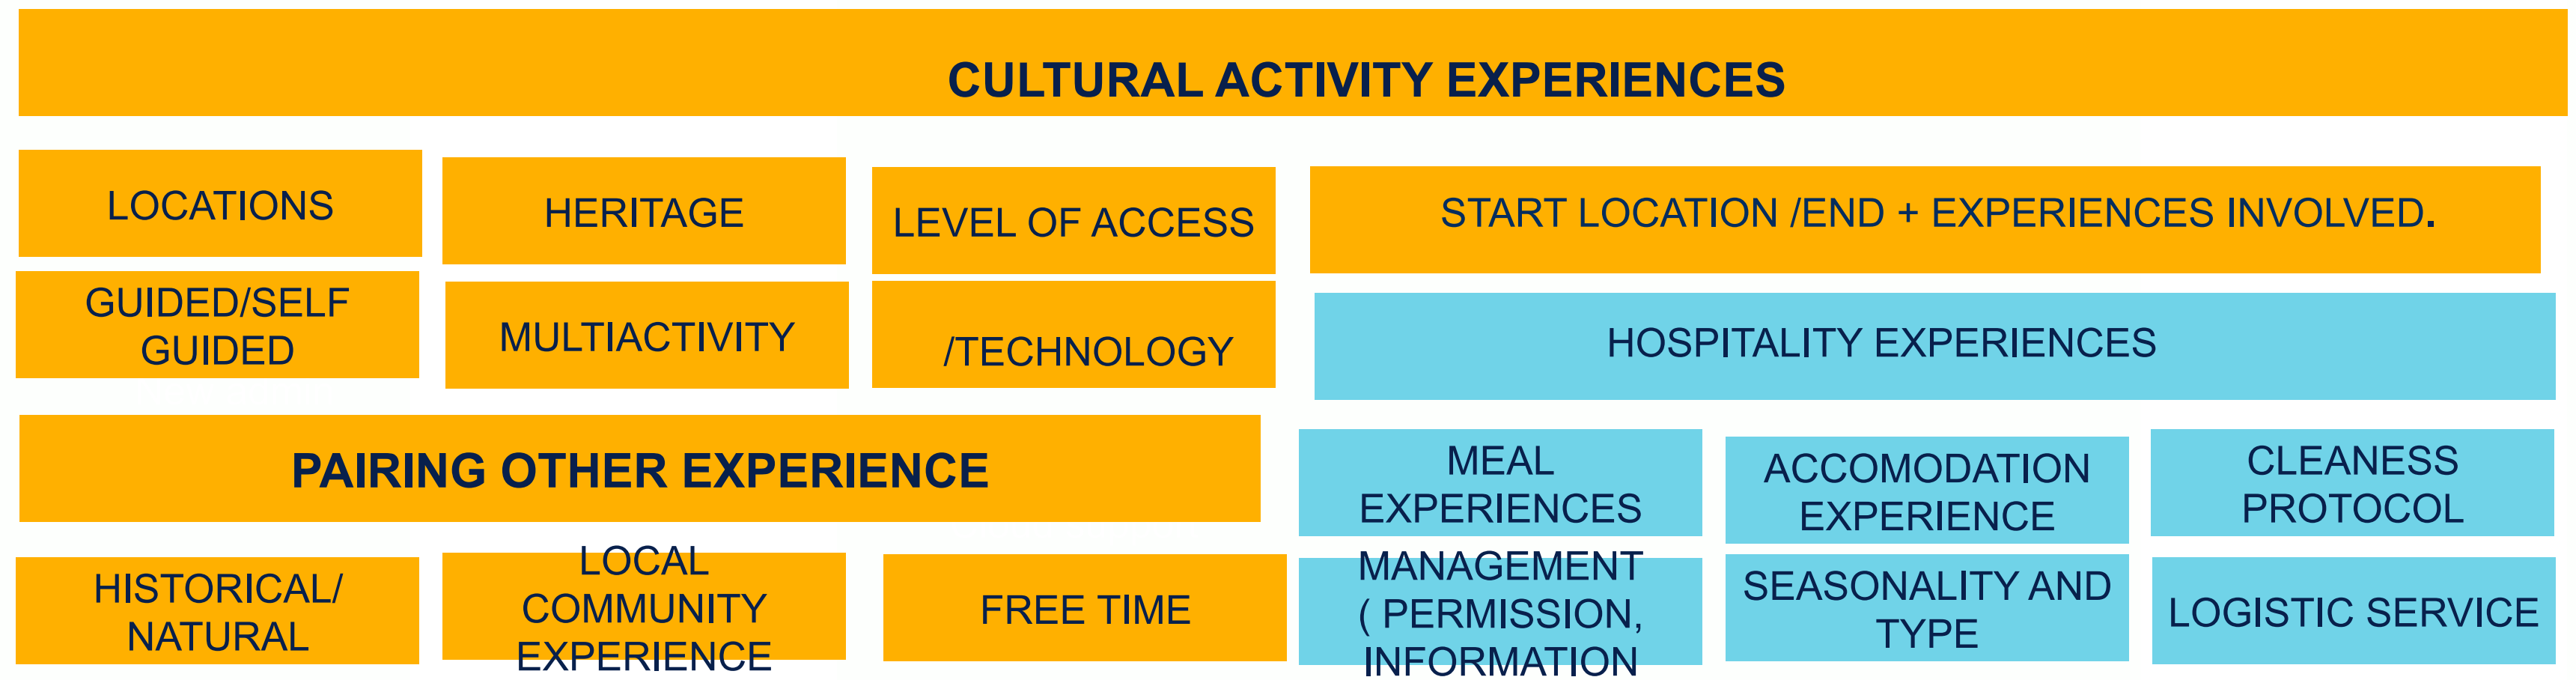 CULTURAL ACTIVITY EXPERIENCES
LOCATIONS
HERITAGE
LEVEL OF ACCESS
START LOCATION /END + EXPERIENCES INVOLVED.
GUIDED/SELF
GUIDED
MULTIACTIVITY
/TECHNOLOGY
HOSPITALITY EXPERIENCES
PAIRING OTHER EXPERIENCE
MEAL
EXPERIENCES
ACCOMODATION
EXPERIENCE
CLEANESS
PROTOCOL
HISTORICAL/
NATURAL
LOCAL
COMMUNITY
EXPERIENCE
FREE TIME
MANAGEMENT
( PERMISSION,
INFORMATION
SEASONALITY AND
TYPE
LOGISTIC SERVICE